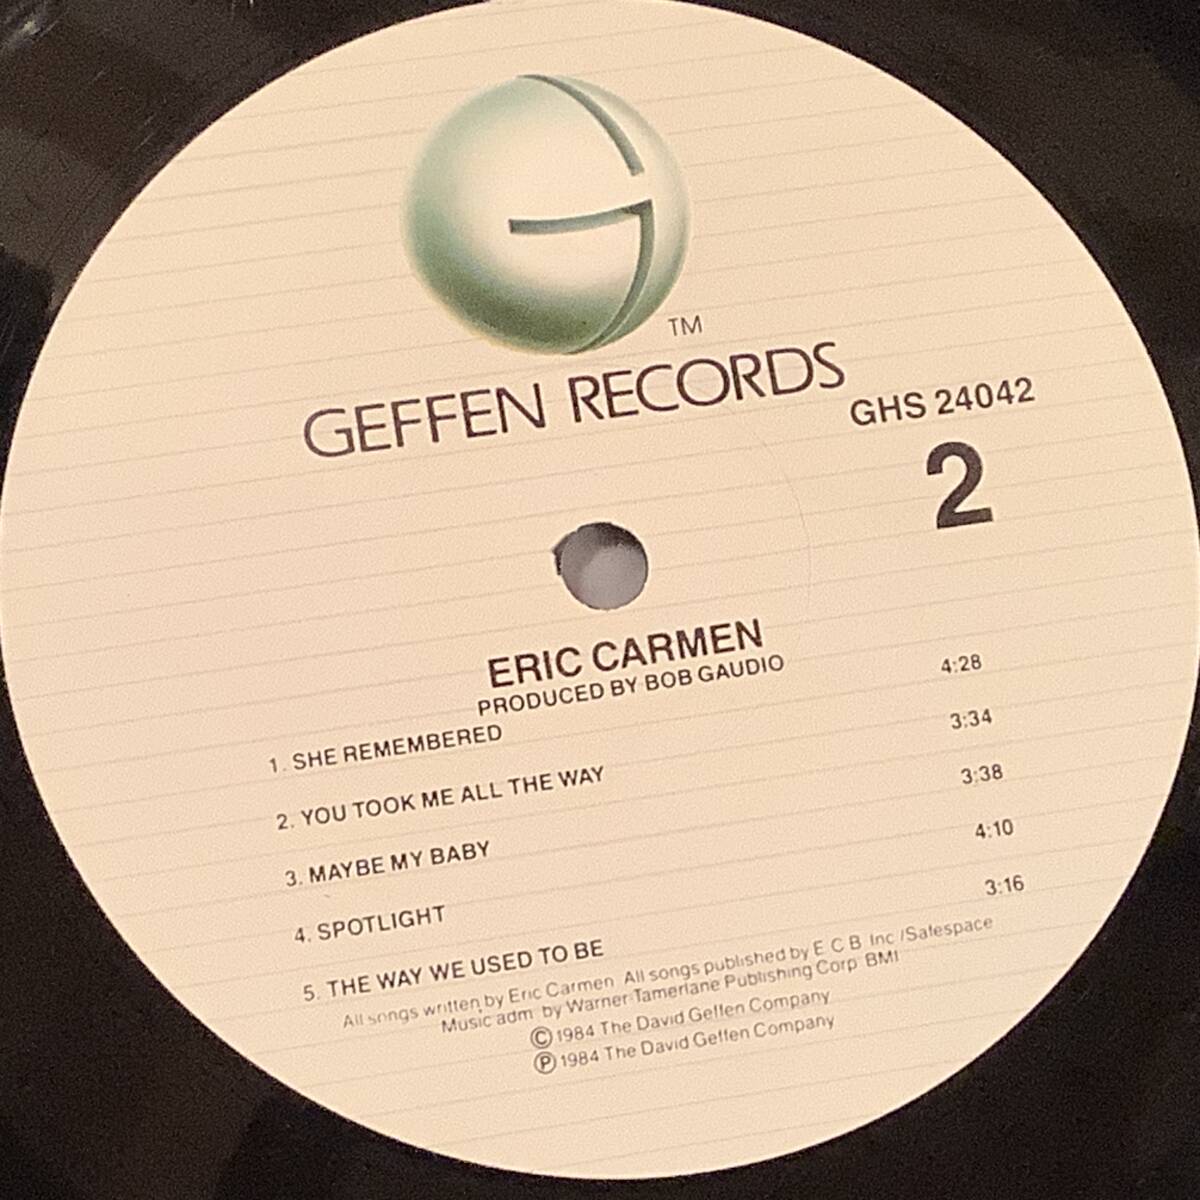 TM
GEFFEN RECORDS
GHS 24042
2
ERIC CARMEN
PRODUCED BY BOB GAUDIO
1. SHE REMEMBERED 4:28
2. YOU TOOK ME ALL THE WAY 3:34
3. MAYBE MY BABY 3:38
4. SPOTLIGHT 4:10
5. THE WAY WE USED TO BE 3:16
All songs written by Eric Carmen All songs published by E C B Inc /Safespace
Music adm by Warner-Tamerlane Publishing Corp BMI
© 1984 The David Geffen Company
℗ 1984 The David Geffen Company